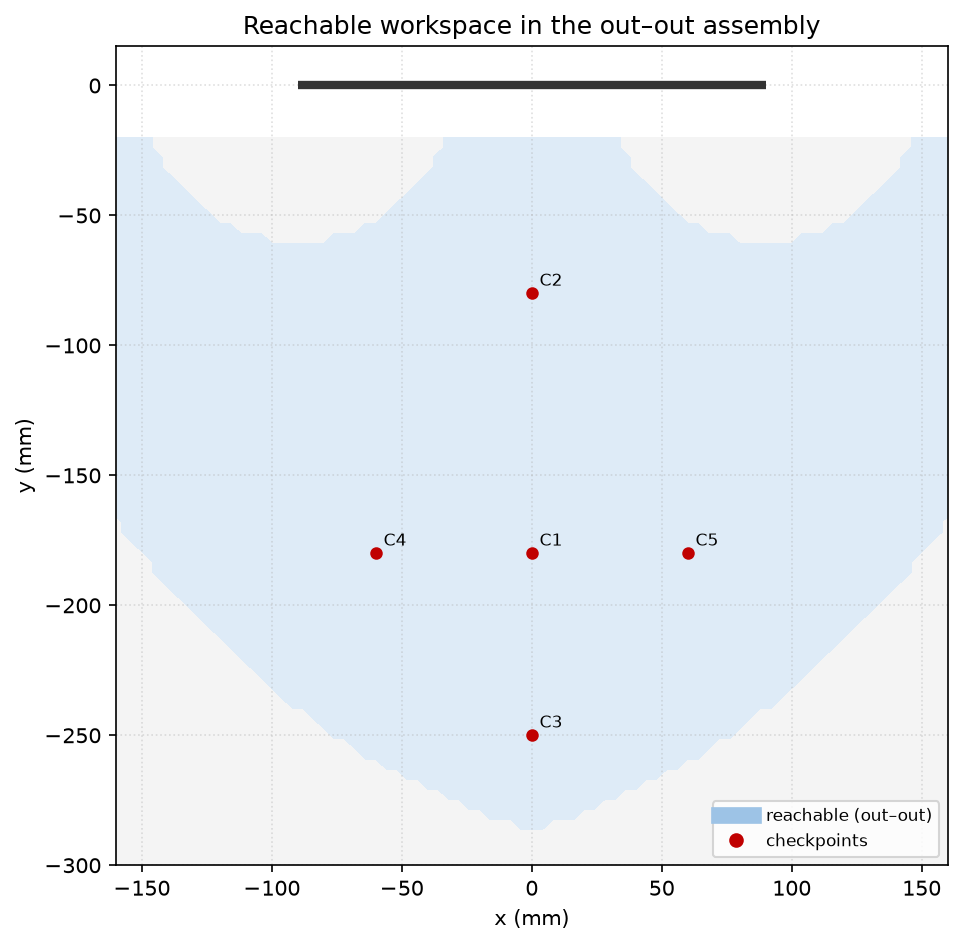 Reachable workspace in the out–out assembly
0
−50
−100
−150
−200
−250
−300
y (mm)
C2
C4
C1
C5
C3
reachable (out–out)
checkpoints
−150
−100
−50
0
50
100
150
x (mm)